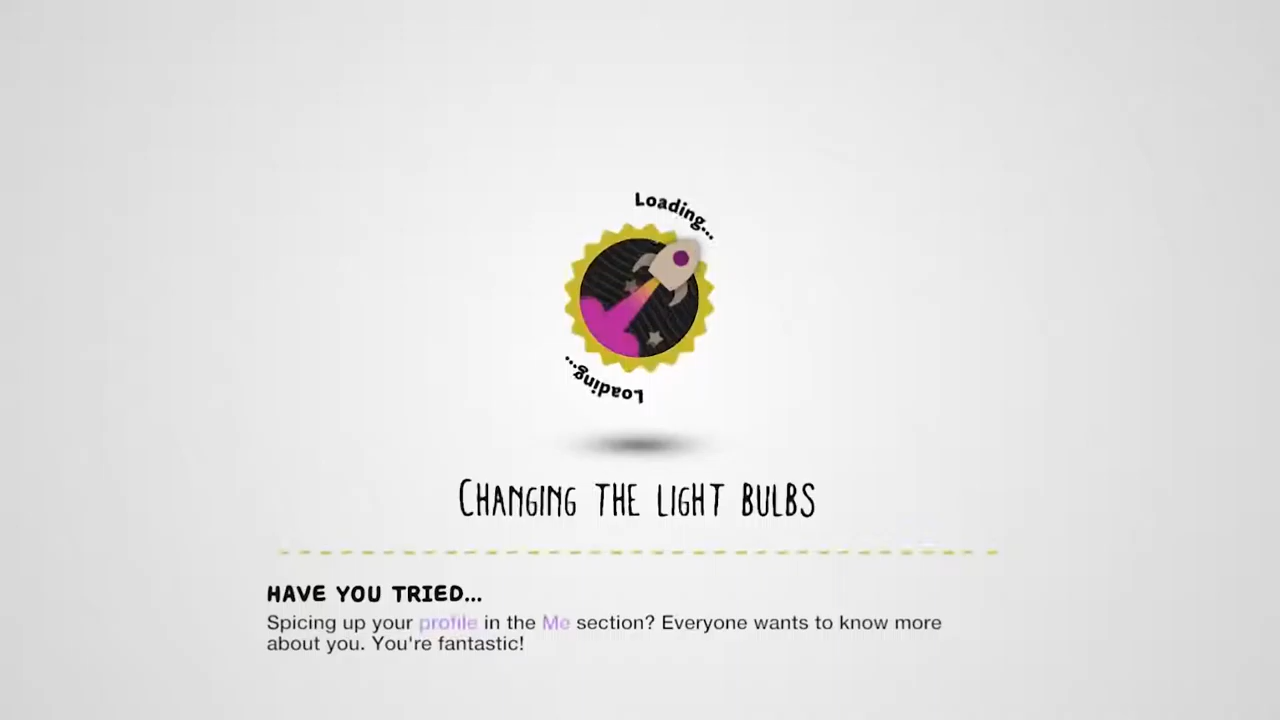 Loading...
Loading...
CHANGING THE LIGHT BULBS
HAVE YOU TRIED...
Spicing up your profile in the Me section? Everyone wants to know more
about you. You're fantastic!